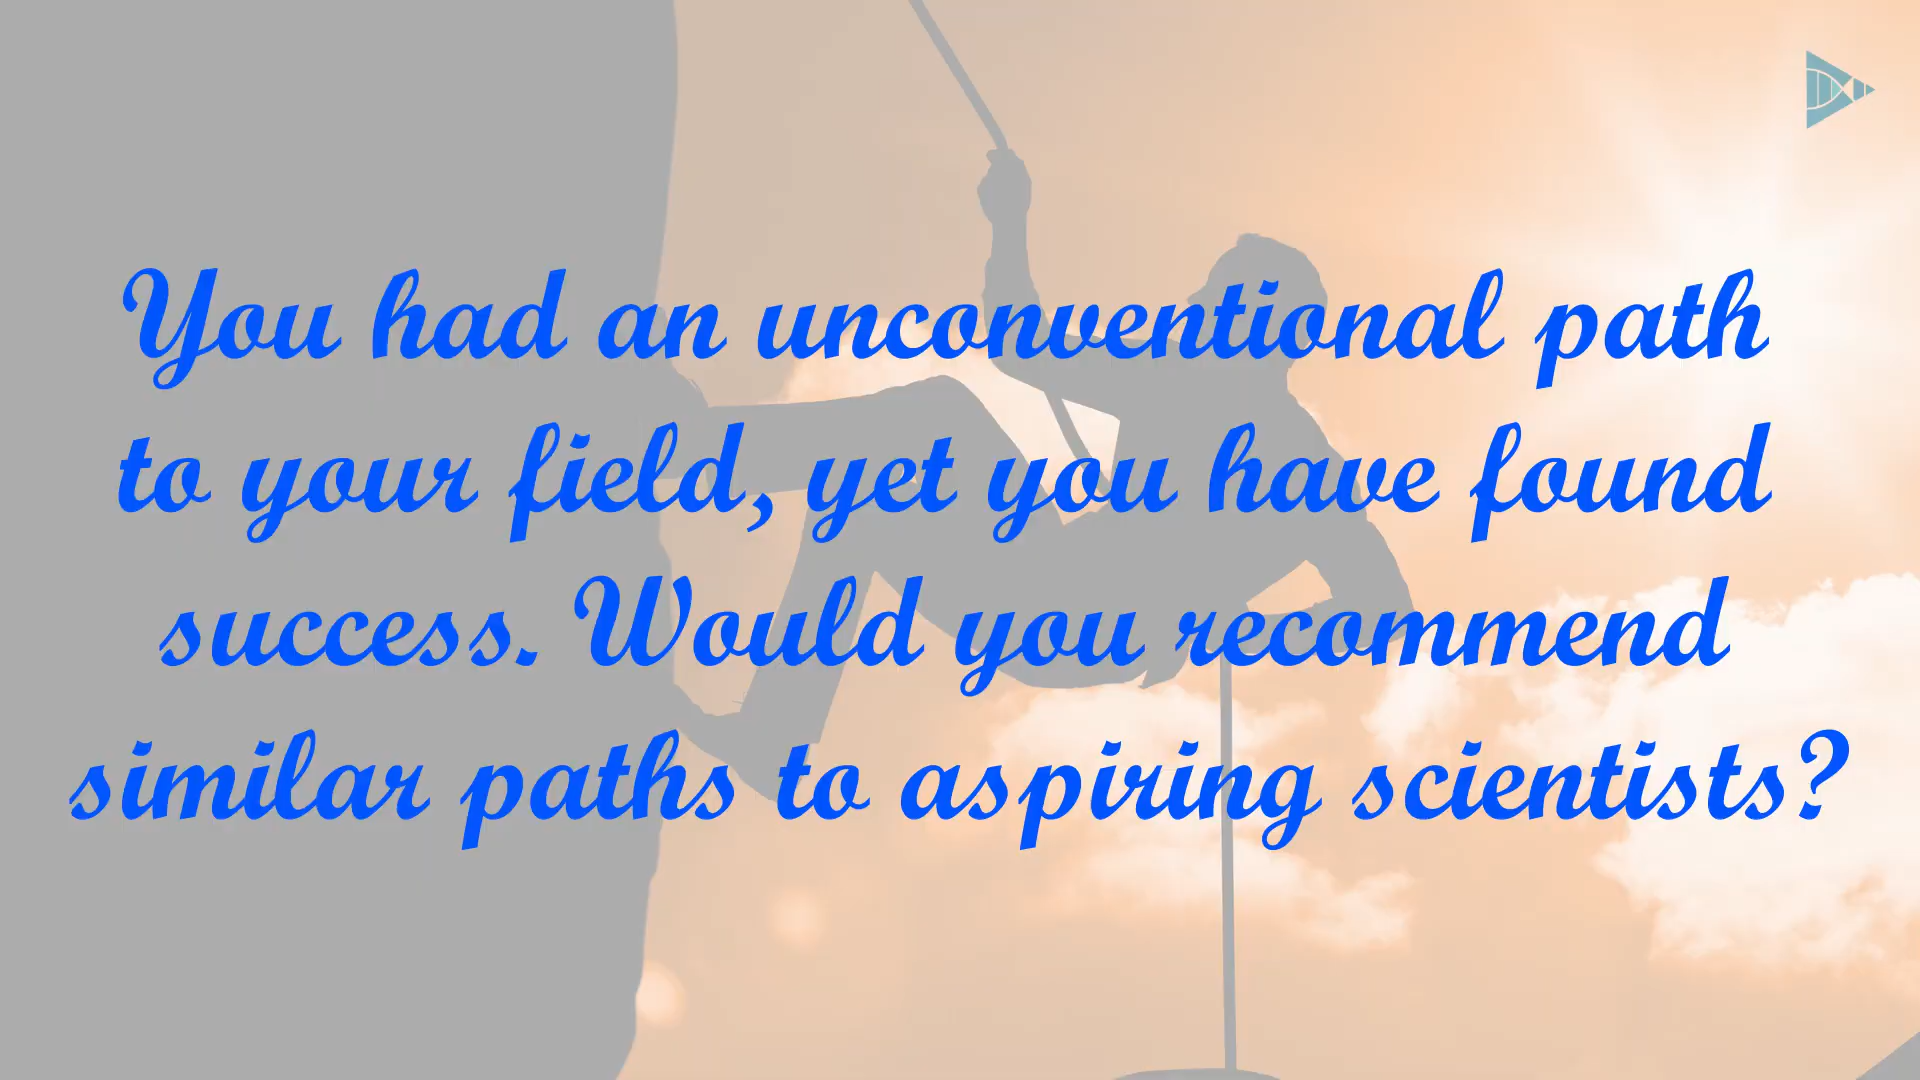 You had an unconventional path
to your field, yet you have found
success. Would you recommend
similar paths to aspiring scientists?